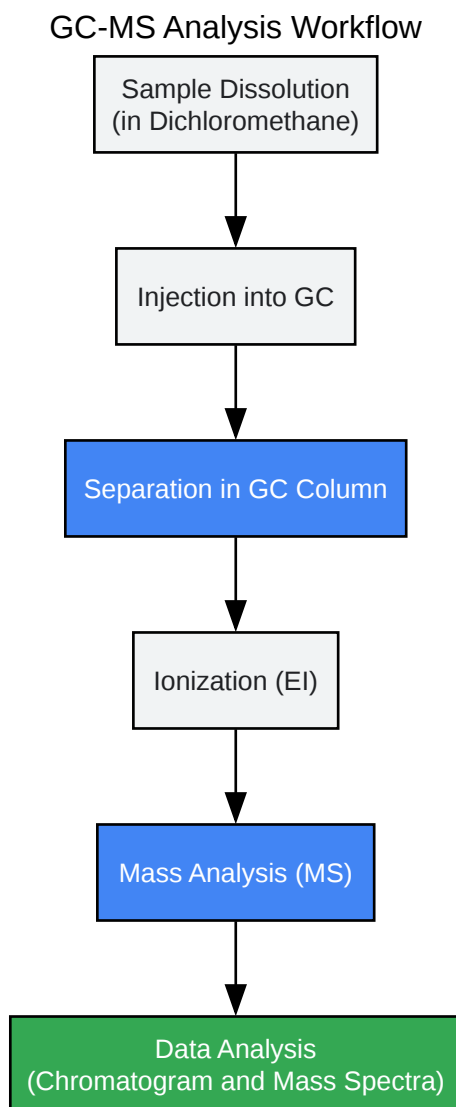 GC-MS Analysis Workflow
Sample Dissolution
(in Dichloromethane)
Injection into GC
Separation in GC Column
Ionization (EI)
Mass Analysis (MS)
Data Analysis
(Chromatogram and Mass Spectra)